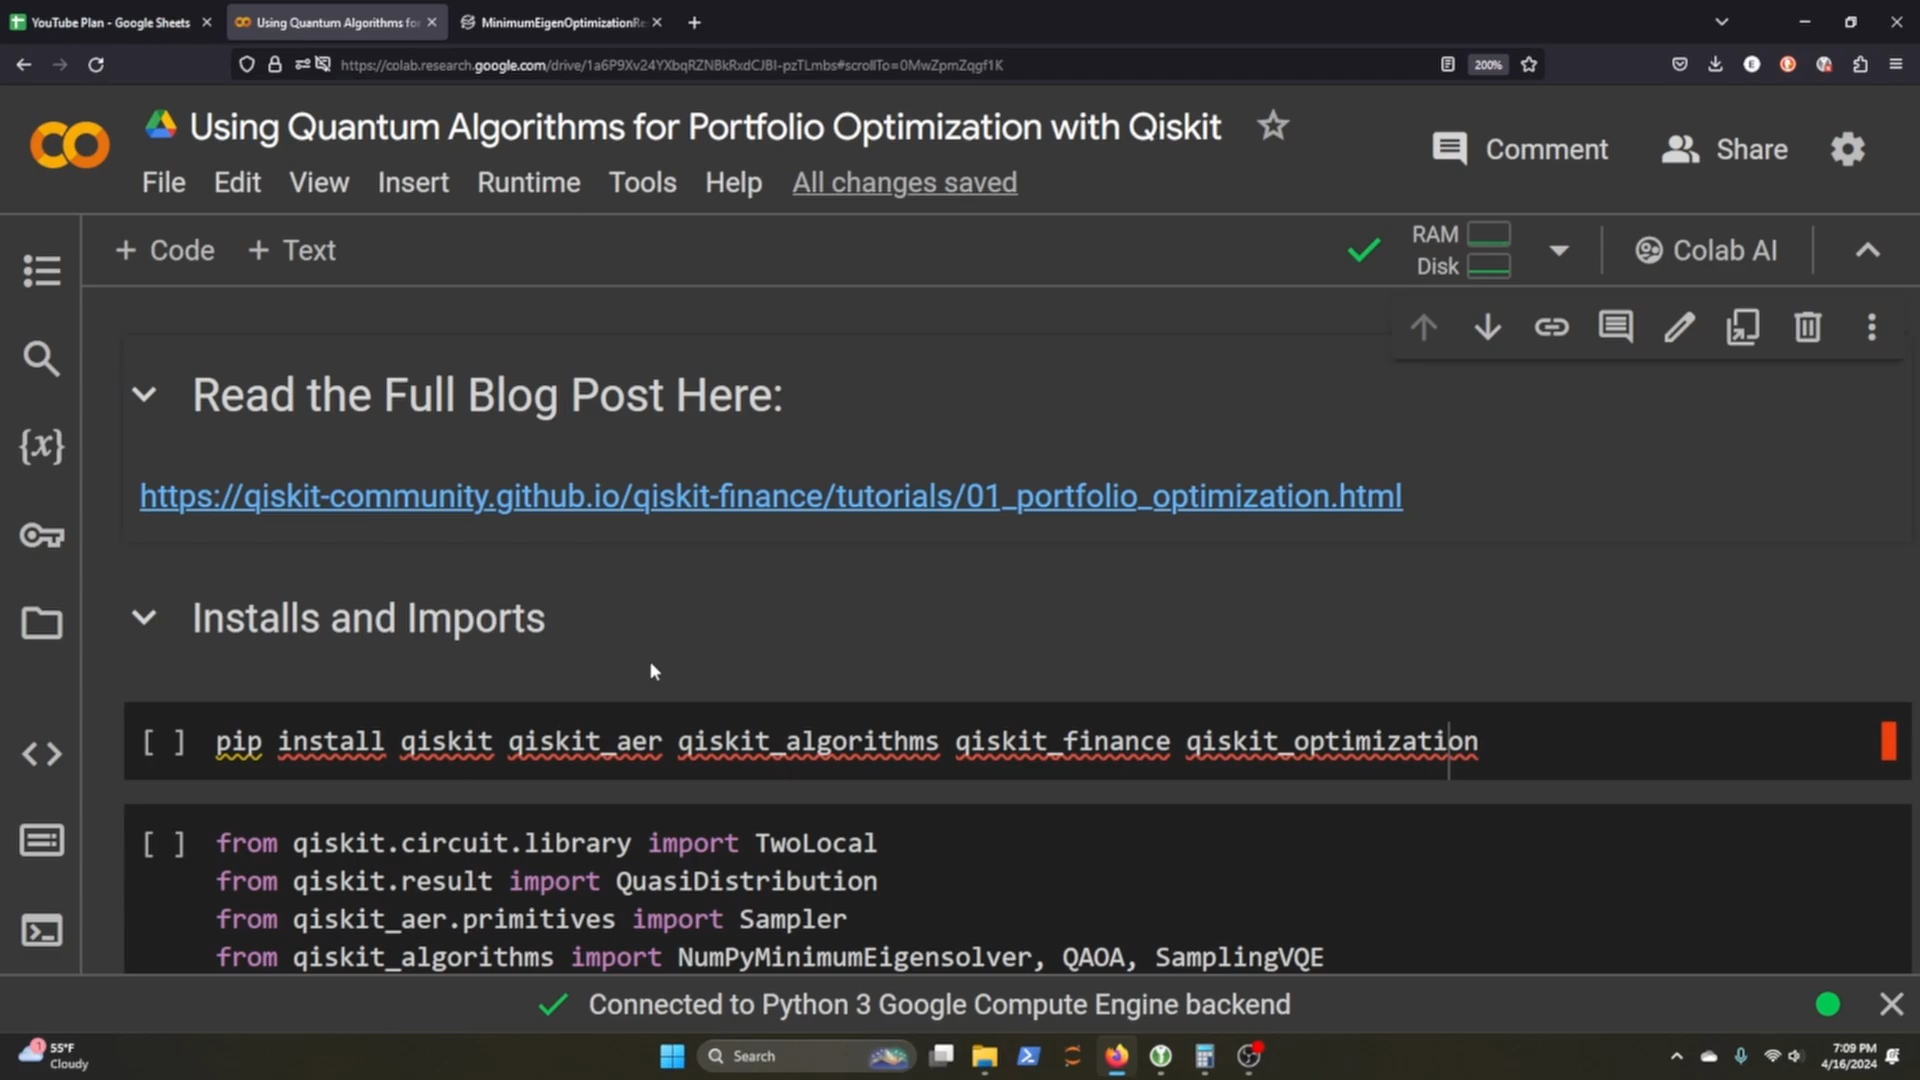 YouTube Plan - Google Sheets
Using Quantum Algorithms for
MinimumEigenOptimizationRe
https://colab.research.google.com/drive/1a6P9Xv24YXbqRZNBkRxdCJBI-pzTLmbs#scrollTo=0MwZpmZqgf1K
200%
Using Quantum Algorithms for Portfolio Optimization with Qiskit
Comment
Share
File Edit View Insert Runtime Tools Help All changes saved
+ Code + Text
RAM
Disk
Colab AI
Read the Full Blog Post Here:
https://qiskit-community.github.io/qiskit-finance/tutorials/01_portfolio_optimization.html
Installs and Imports
[ ] pip install qiskit qiskit_aer qiskit_algorithms qiskit_finance qiskit_optimization
[ ] from qiskit.circuit.library import TwoLocal
from qiskit.result import QuasiDistribution
from qiskit_aer.primitives import Sampler
from qiskit_algorithms import NumPyMinimumEigensolver, QAOA, SamplingVQE
Connected to Python 3 Google Compute Engine backend
1
55°F
Cloudy
Search
7:09 PM
4/16/2024